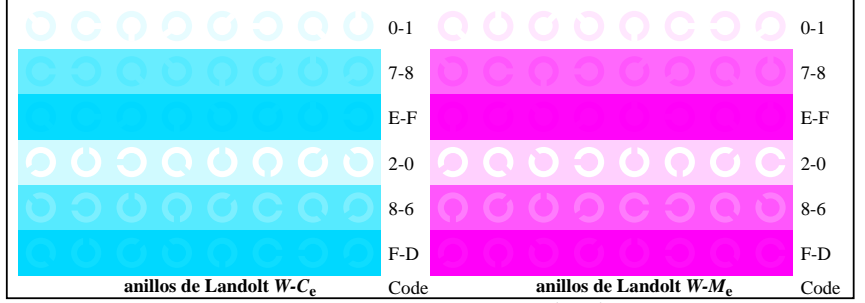 0-1 0-1
7-8 7-8
E-F E-F
2-0 2-0
8-6 8-6
F-D F-D
anillos de Landolt W-Ce Code anillos de Landolt W-Me Code